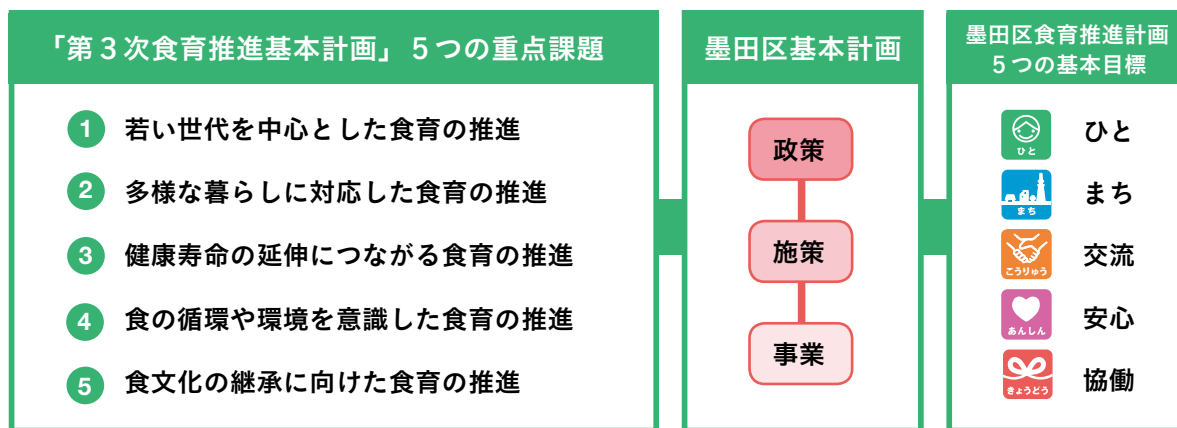 「第３次食育推進基本計画」５つの重点課題
1 若い世代を中心とした食育の推進
2 多様な暮らしに対応した食育の推進
3 健康寿命の延伸につながる食育の推進
4 食の循環や環境を意識した食育の推進
5 食文化の継承に向けた食育の推進
墨田区基本計画
政策
施策
事業
墨田区食育推進計画
５つの基本目標
ひと
ひと
まち
まち
こうりゅう
交流
あんしん
安心
きょうどう
協働